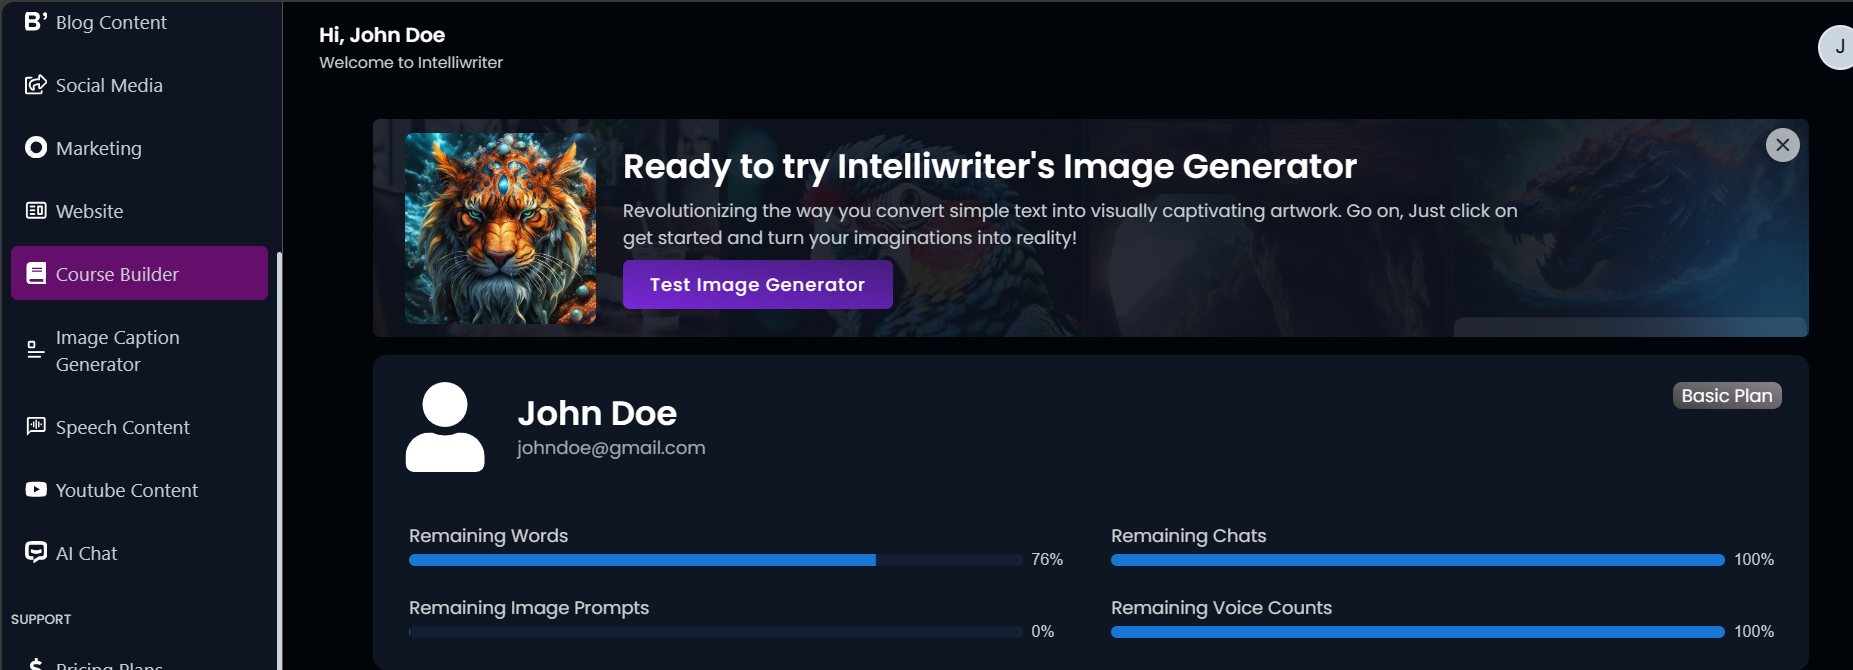 Blog Content
Social Media
Marketing
Website
Course Builder
Image Caption
Generator
Speech Content
Youtube Content
AI Chat
SUPPORT
Pricing Plans
Hi, John Doe
Welcome to Intelliwriter
J
Ready to try Intelliwriter's Image Generator
Revolutionizing the way you convert simple text into visually captivating artwork. Go on, Just click on
get started and turn your imaginations into reality!
Test Image Generator
John Doe
johndoe@gmail.com
Basic Plan
Remaining Words
76%
Remaining Chats
100%
Remaining Image Prompts
0%
Remaining Voice Counts
100%